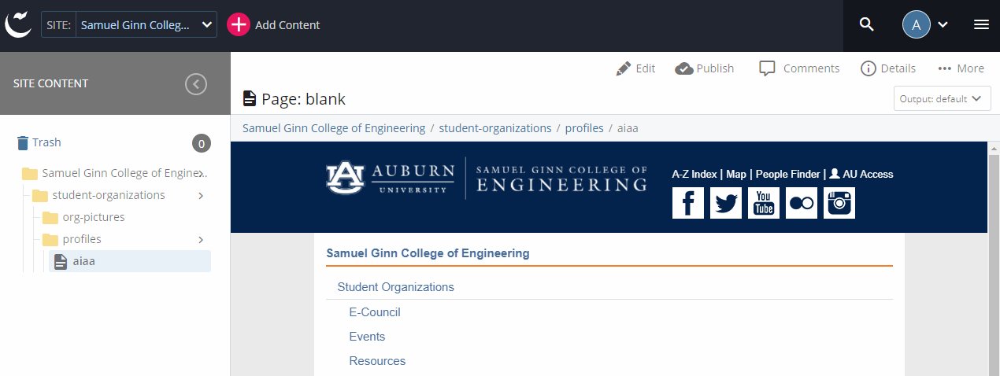 SITE: Samuel Ginn Colleg... Add Content A
SITE CONTENT
Edit Publish Comments Details More
Page: blank
Output: default
Samuel Ginn College of Engineering / student-organizations / profiles / aiaa
Trash 0
Samuel Ginn College of Engine...
student-organizations
org-pictures
profiles
aiaa
AUBURN
UNIVERSITY
SAMUEL GINN COLLEGE OF
ENGINEERING
A-Z Index | Map | People Finder | AU Access
f You Tube
Samuel Ginn College of Engineering
Student Organizations
E-Council
Events
Resources